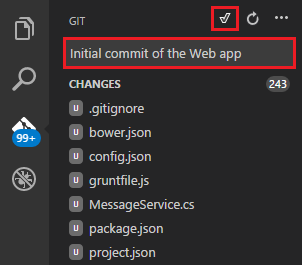 GIT
Initial commit of the Web app
CHANGES 243
U .gitignore
U bower.json
U config.json
99+
U gruntfile.js
U MessageService.cs
U package.json
U project.json